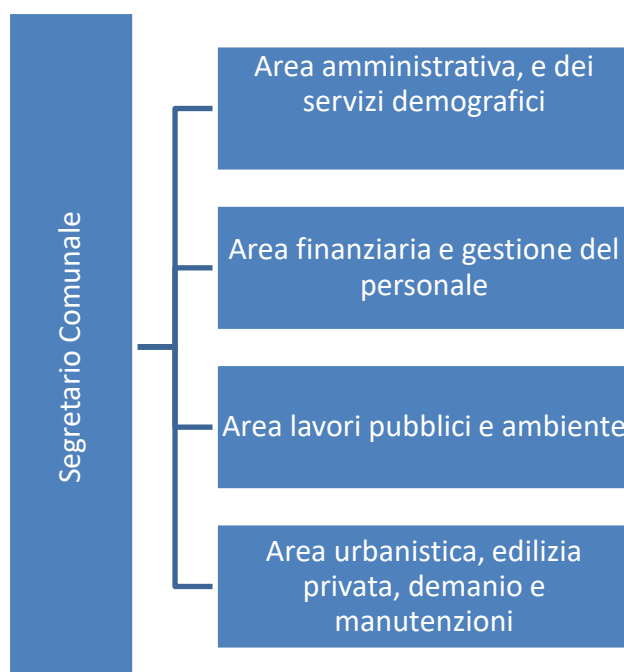 Segretario Comunale
Area amministrativa, e dei
servizi demografici
Area finanziaria e gestione del
personale
Area lavori pubblici e ambiente
Area urbanistica, edilizia
privata, demanio e
manutenzioni